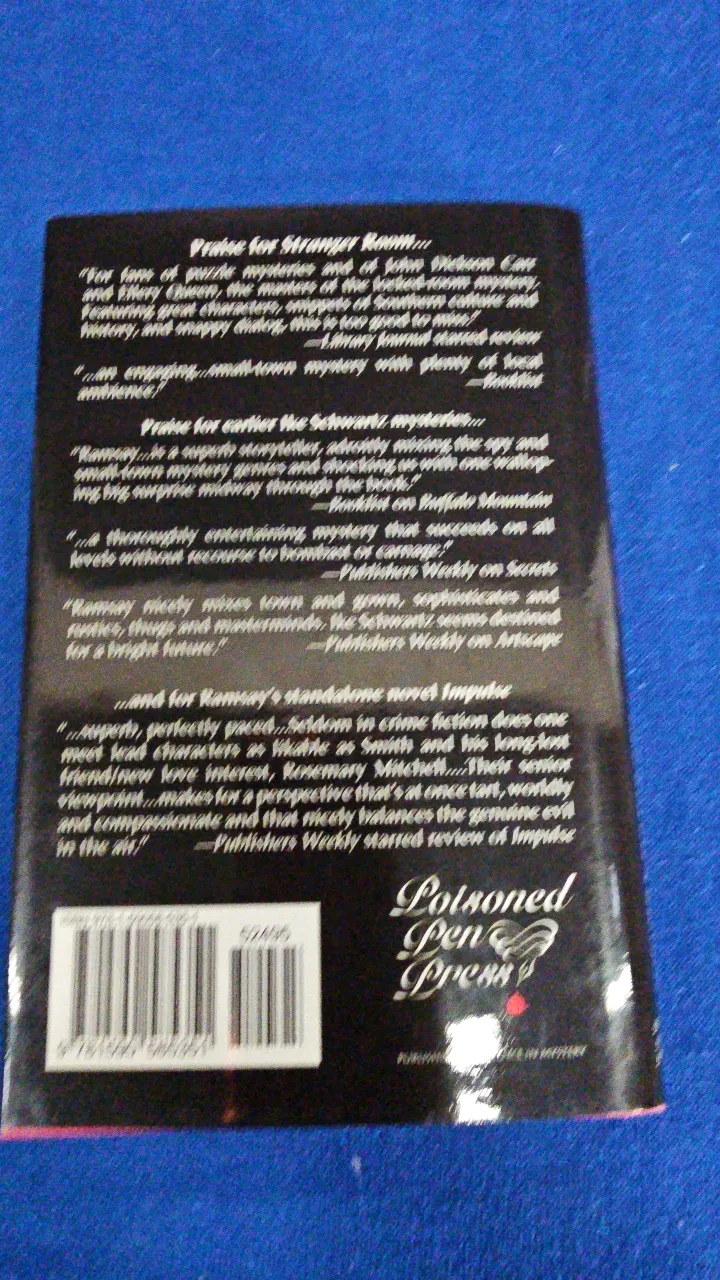 Praise for Stranger Room...
"For fans of puzzle mysteries and of John Dickson Carr
and Ellery Queen, the masters of the locked-room mystery.
Featuring great characters, snippets of Southern culture and
history, and snappy dialog, this is too good to miss."
—Library Journal starred review
"...an engaging...small-town mystery with plenty of local
ambience."
—Booklist
Praise for earlier Ike Schwartz mysteries...
"Ramsay...is a superb storyteller, adroitly mixing the spy and
small-town mystery genres and shocking us with one wallop-
ing big surprise midway through the book."
—Booklist on Buffalo Mountain
"...a thoroughly entertaining mystery that succeeds on all
levels without recourse to bombast or carnage."
—Publishers Weekly on Secrets
"Ramsay nicely mixes town and gown, sophisticates and
rustics, thugs and masterminds. Ike Schwartz seems destined
for a bright future."
—Publishers Weekly on Artscape
...and for Ramsay's standalone novel Impulse
"...superb, perfectly paced...Seldom in crime fiction does one
meet lead characters as likable as Smith and his long-lost
friend/new love interest, Rosemary Mitchell....Their senior
viewpoint...makes for a perspective that's at once tart, worldly
and compassionate and that nicely balances the genuine evil
in the air."
—Publishers Weekly starred review of Impulse
Poisoned
Pen
Press
52495
MYSTERY